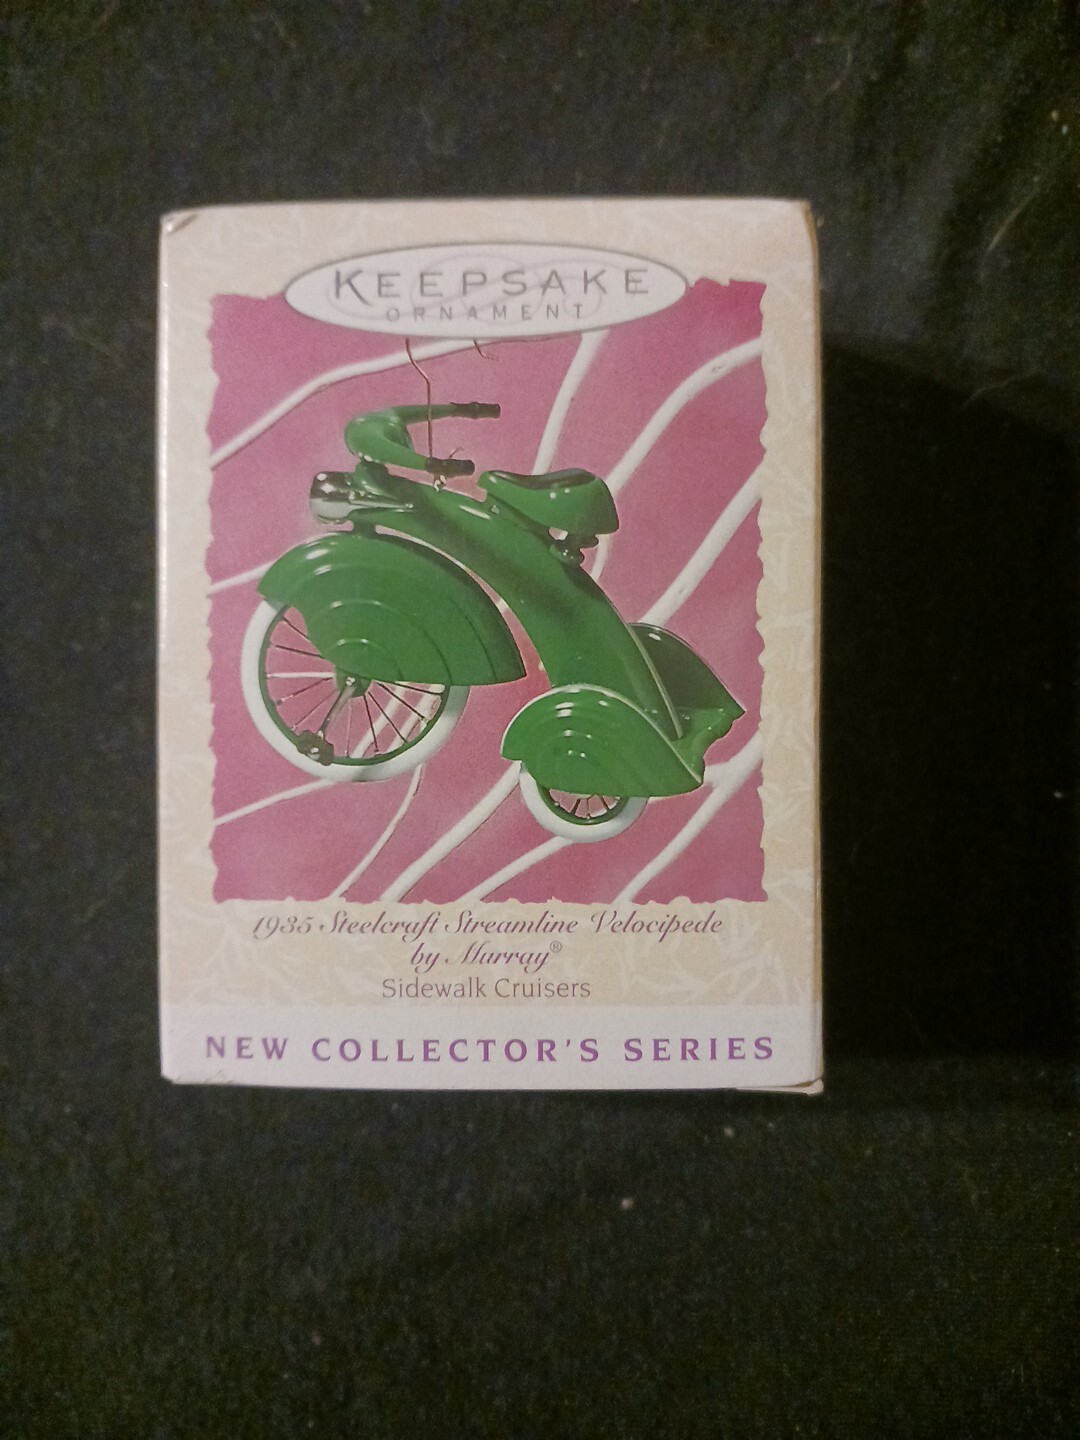 KEEPSAKE
ORNAMENT
1935 Steelcraft Streamline Velocipede
by Murray®
Sidewalk Cruisers
NEW COLLECTOR'S SERIES